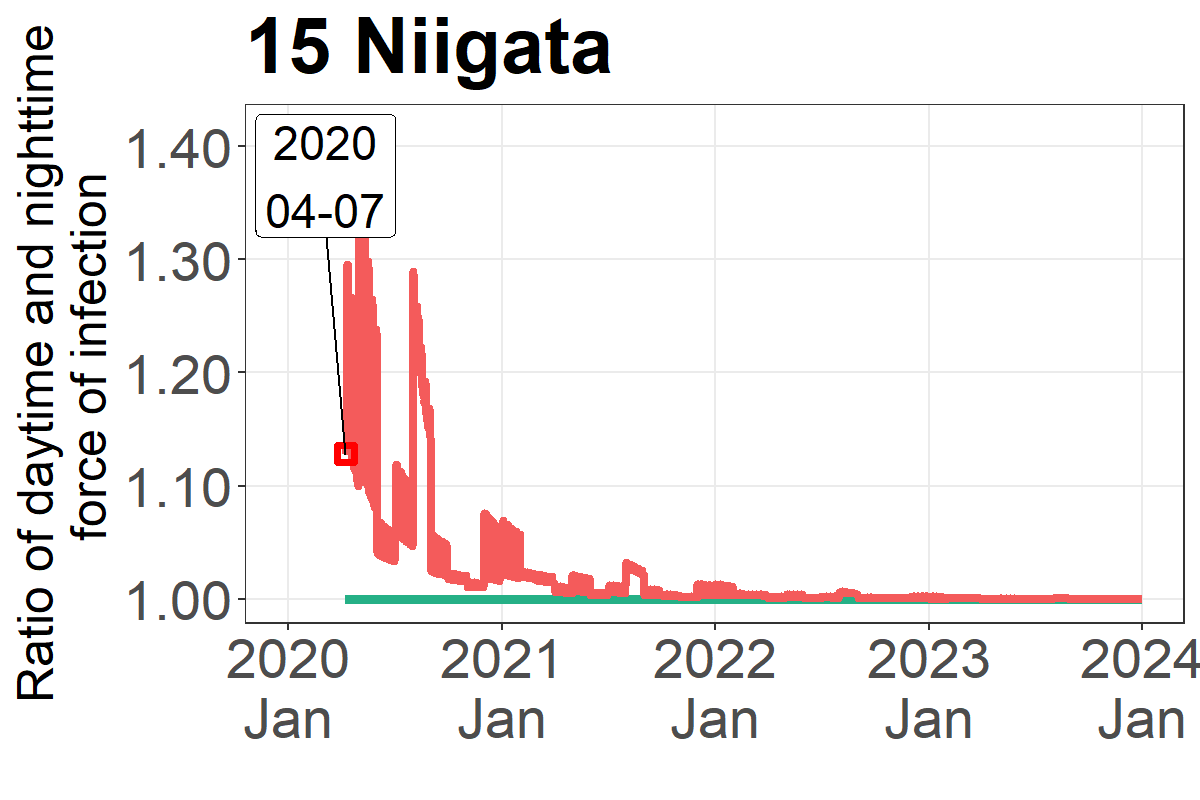 15 Niigata
Ratio of daytime and nighttime
force of infection
1.40
1.30
1.20
1.10
1.00
2020
04-07
2020 2021 2022 2023 2024
Jan Jan Jan Jan Jan